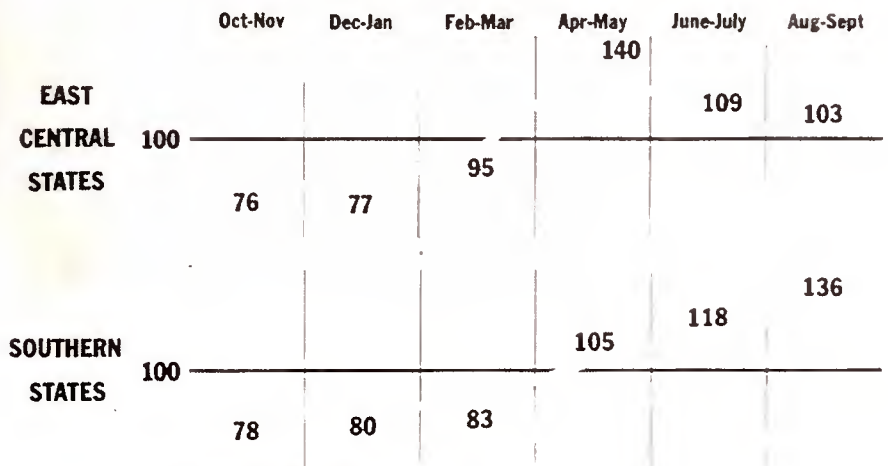 Oct-Nov Dec-Jan Feb-Mar Apr-May June-July Aug-Sept
140
EAST
CENTRAL
STATES
100
109 103
95
76 77
136
118
105
SOUTHERN
STATES
100
78 80 83